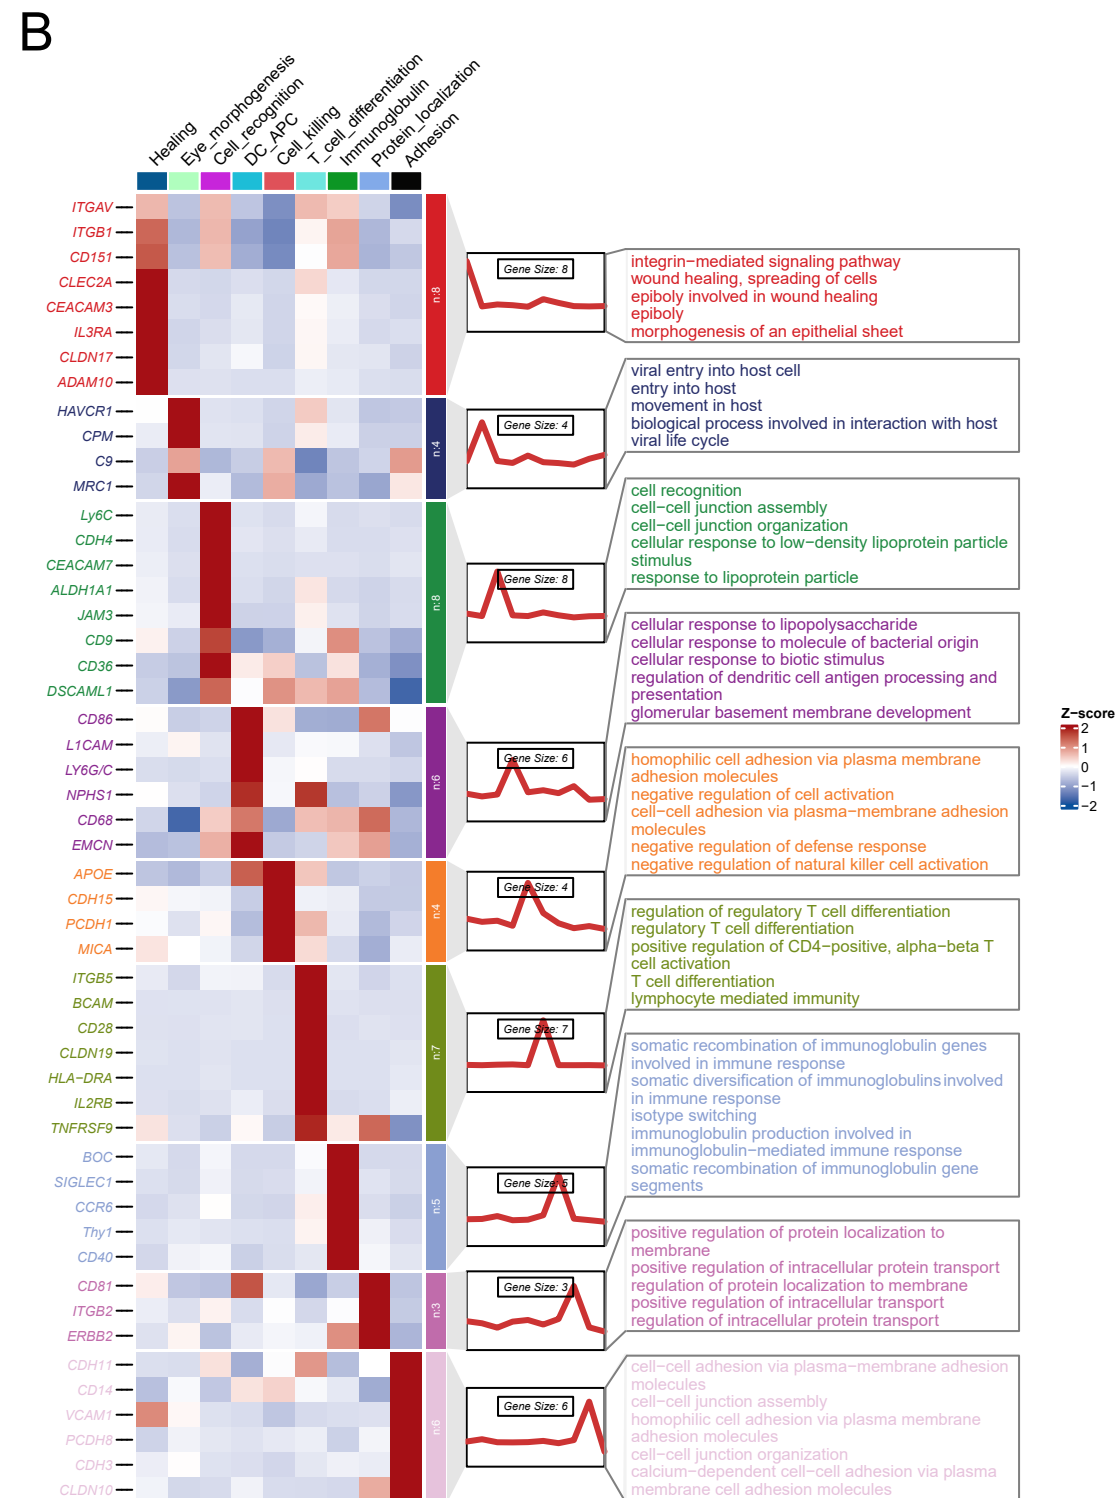 B
Healing
Eye_morphogenesis
Cell_recognition
DC_APC
Cell_killing
T_cell_differentiation
Immunoglobulin
Protein_localization
Adhesion
ITGAV
ITGB1
CD151
CLEC2A
CEACAM3
IL3RA
CLDN17
ADAM10
n:8
Gene Size: 8
integrin−mediated signaling pathway
wound healing, spreading of cells
epiboly involved in wound healing
epiboly
morphogenesis of an epithelial sheet
HAVCR1
CPM
C9
MRC1
n:4
Gene Size: 4
viral entry into host cell
entry into host
movement in host
biological process involved in interaction with host
viral life cycle
Ly6C
CDH4
CEACAM7
ALDH1A1
JAM3
CD9
CD36
DSCAML1
n:8
Gene Size: 8
cell recognition
cell−cell junction assembly
cell−cell junction organization
cellular response to low−density lipoprotein particle
stimulus
response to lipoprotein particle
CD86
L1CAM
LY6G/C
NPHS1
CD68
EMCN
n:6
Gene Size: 6
cellular response to lipopolysaccharide
cellular response to molecule of bacterial origin
cellular response to biotic stimulus
regulation of dendritic cell antigen processing and
presentation
glomerular basement membrane development
APOE
CDH15
PCDH1
MICA
n:4
Gene Size: 4
homophilic cell adhesion via plasma membrane
adhesion molecules
negative regulation of cell activation
cell−cell adhesion via plasma−membrane adhesion
molecules
negative regulation of defense response
negative regulation of natural killer cell activation
ITGB5
BCAM
CD28
CLDN19
HLA−DRA
IL2RB
TNFRSF9
n:7
Gene Size: 7
regulation of regulatory T cell differentiation
regulatory T cell differentiation
positive regulation of CD4−positive, alpha−beta T
cell activation
T cell differentiation
lymphocyte mediated immunity
BOC
SIGLEC1
CCR6
Thy1
CD40
n:5
Gene Size: 5
somatic recombination of immunoglobulin genes
involved in immune response
somatic diversification of immunoglobulins involved
in immune response
isotype switching
immunoglobulin production involved in
immunoglobulin−mediated immune response
somatic recombination of immunoglobulin gene
segments
CD81
ITGB2
ERBB2
n:3
Gene Size: 3
positive regulation of protein localization to
membrane
positive regulation of intracellular protein transport
regulation of protein localization to membrane
positive regulation of intracellular transport
regulation of intracellular protein transport
CDH11
CD14
VCAM1
PCDH8
CDH3
CLDN10
n:6
Gene Size: 6
cell−cell adhesion via plasma−membrane adhesion
molecules
cell−cell junction assembly
homophilic cell adhesion via plasma membrane
adhesion molecules
cell−cell junction organization
calcium−dependent cell−cell adhesion via plasma
membrane cell adhesion molecules
Z−score
2
1
0
−1
−2